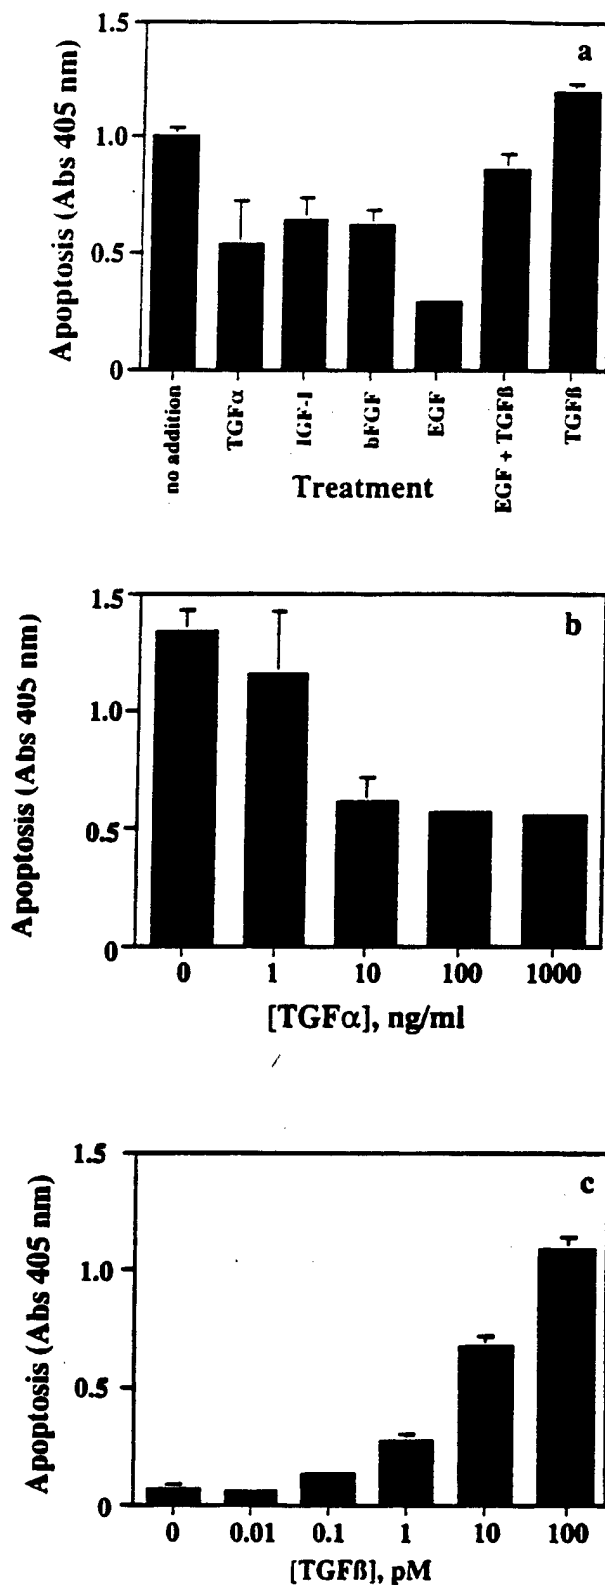 1.5
a
1.0
0.5
0
Apoptosis (Abs 405 nm)
no addition
TGFα
IGF-I
bFGF
EGF
EGF + TGFß
TGFß
Treatment
1.5
b
1.0
0.5
0
Apoptosis (Abs 405 nm)
0 1 10 100 1000
[TGFα], ng/ml
1.5
c
1.0
0.5
0
Apoptosis (Abs 405 nm)
0 0.01 0.1 1 10 100
[TGFß], pM